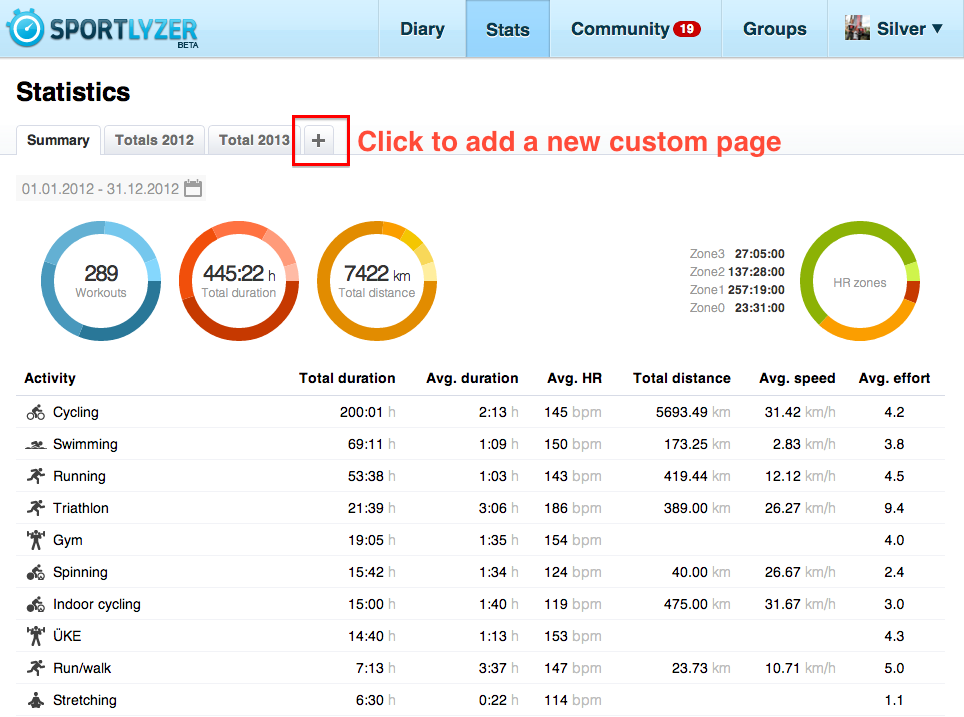 SPORTLYZER
BETA
Diary Stats Community 19 Groups Silver ▼
Statistics
Summary Totals 2012 Total 2013 + Click to add a new custom page
01.01.2012 - 31.12.2012
289
Workouts
445:22 h
Total duration
7422 km
Total distance
Zone3 27:05:00
Zone2 137:28:00
Zone1 257:19:00
Zone0 23:31:00
HR zones
Activity Total duration Avg. duration Avg. HR Total distance Avg. speed Avg. effort
Cycling 200:01 h 2:13 h 145 bpm 5693.49 km 31.42 km/h 4.2
Swimming 69:11 h 1:09 h 150 bpm 173.25 km 2.83 km/h 3.8
Running 53:38 h 1:03 h 143 bpm 419.44 km 12.12 km/h 4.5
Triathlon 21:39 h 3:06 h 186 bpm 389.00 km 26.27 km/h 9.4
Gym 19:05 h 1:35 h 154 bpm 4.0
Spinning 15:42 h 1:34 h 124 bpm 40.00 km 26.67 km/h 2.4
Indoor cycling 15:00 h 1:40 h 119 bpm 475.00 km 31.67 km/h 3.0
ÜKE 14:40 h 1:13 h 153 bpm 4.3
Run/walk 7:13 h 3:37 h 147 bpm 23.73 km 10.71 km/h 5.0
Stretching 6:30 h 0:22 h 114 bpm 1.1